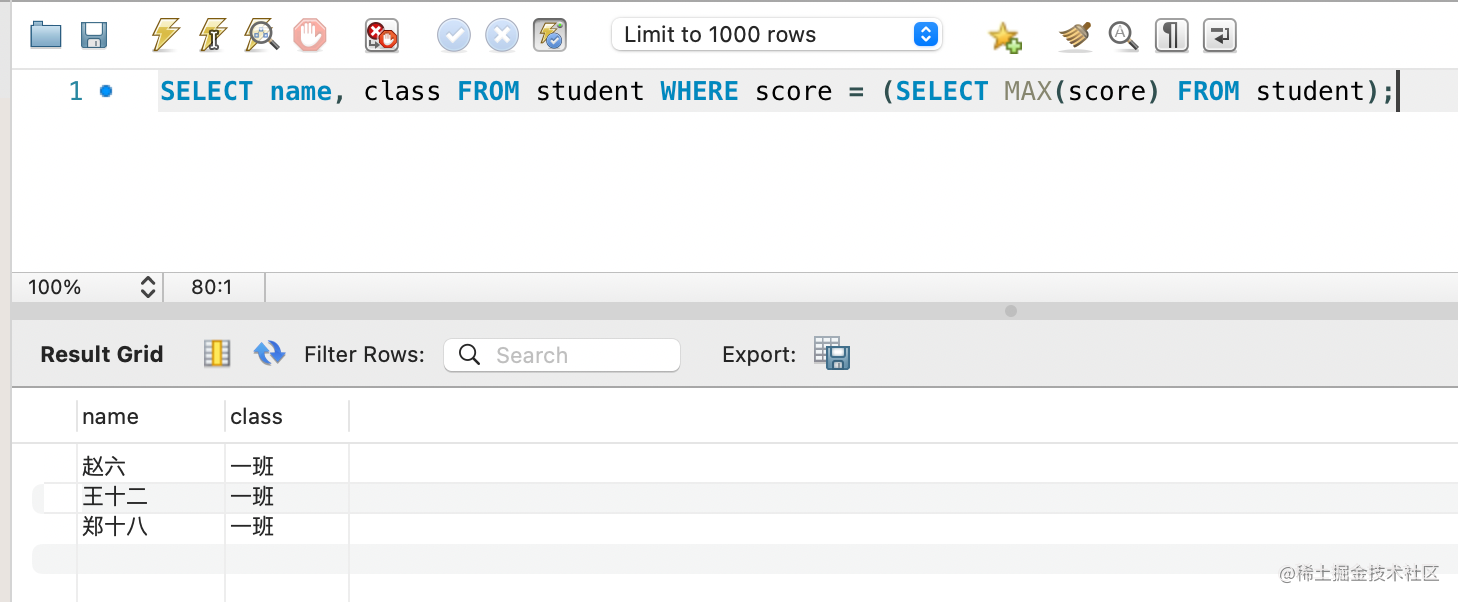 Limit to 1000 rows
1 SELECT name, class FROM student WHERE score = (SELECT MAX(score) FROM student);
100% 80:1
Result Grid Filter Rows: Search Export:
name class
赵六 一班
王十二 一班
郑十八 一班
@稀土掘金技术社区